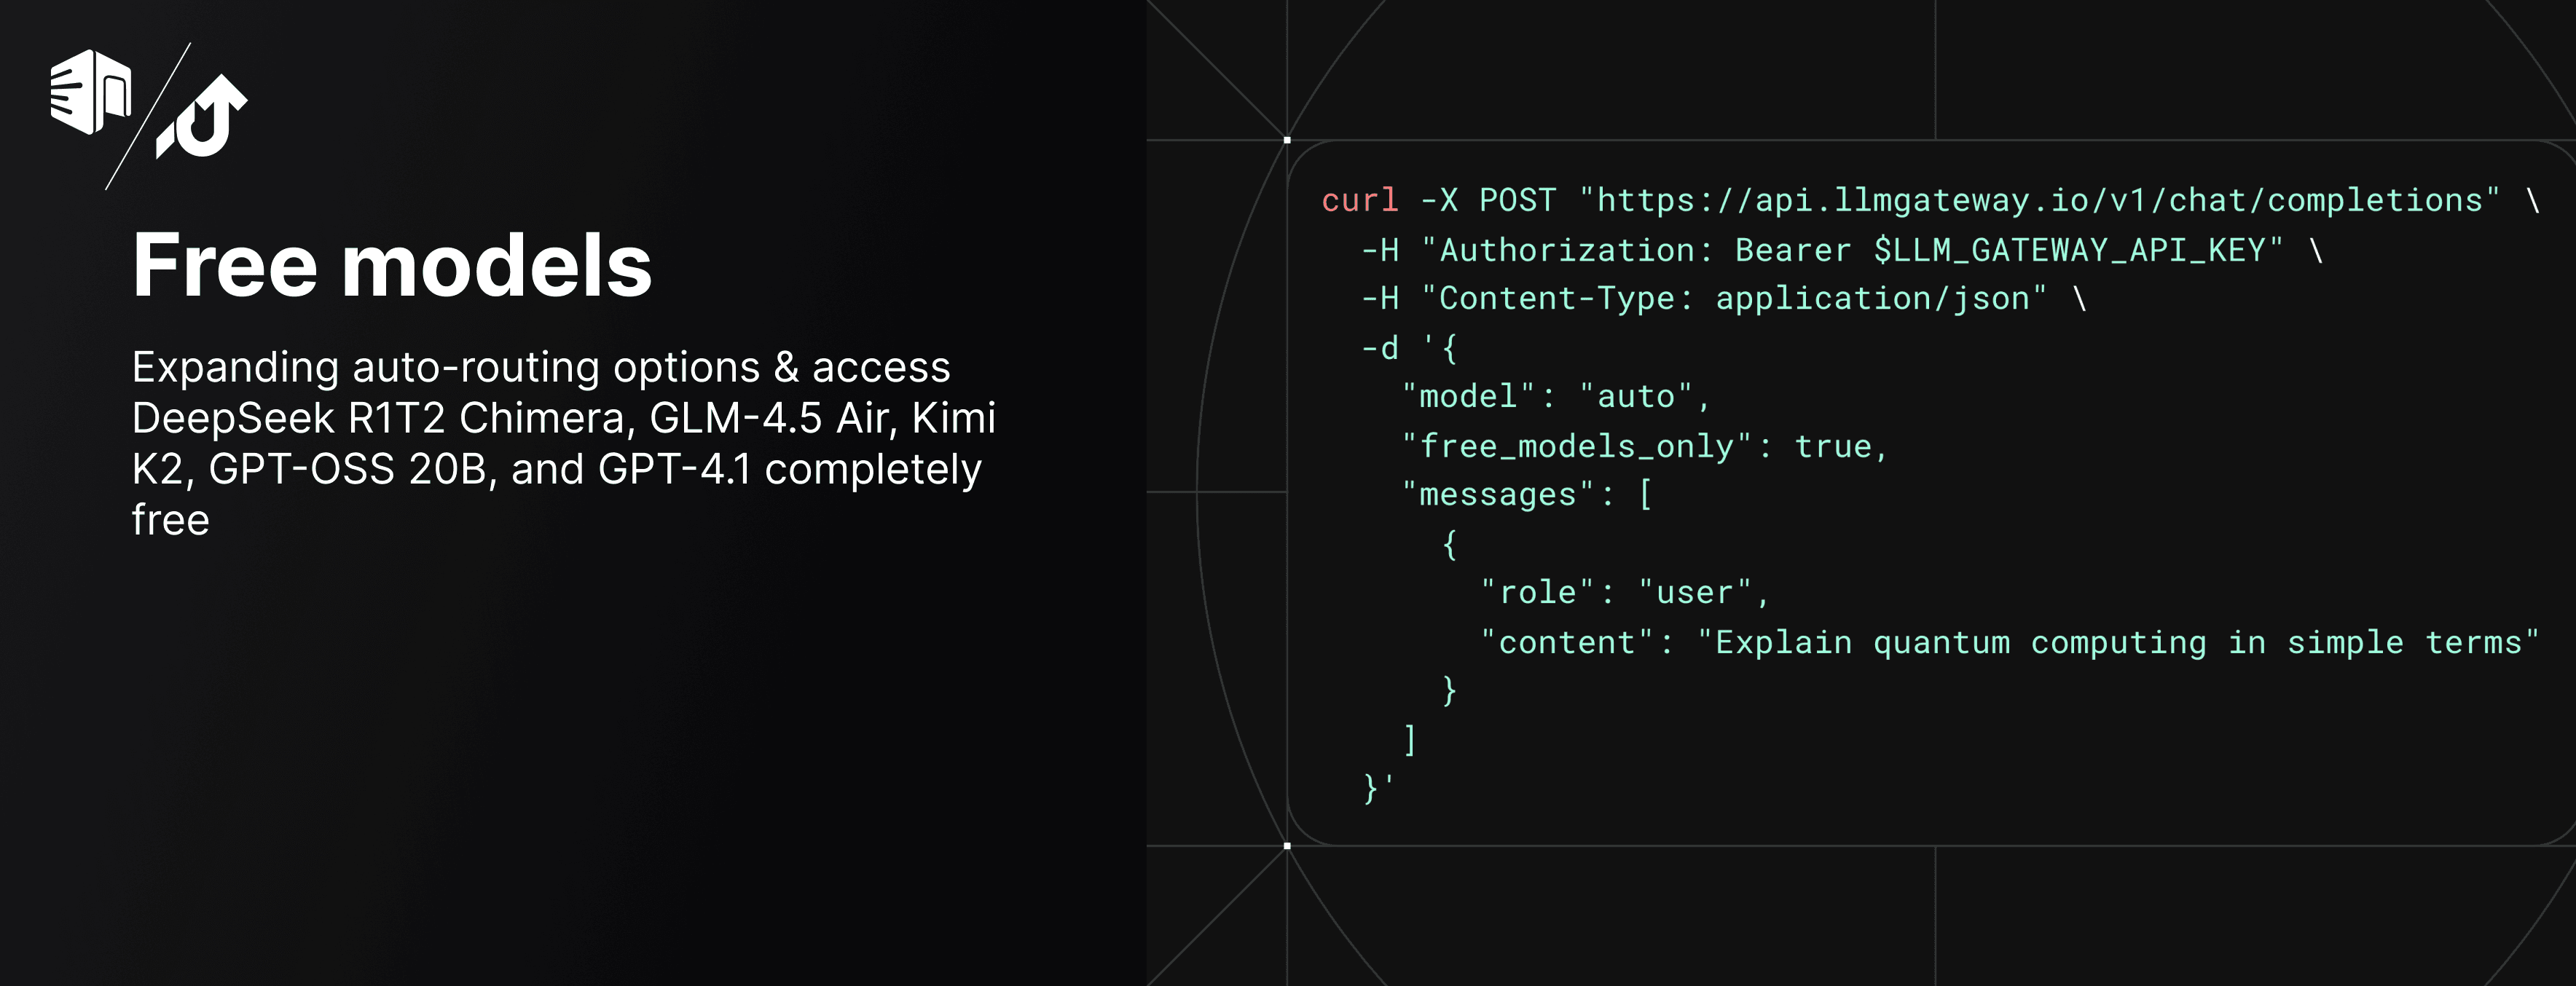 Free models
Expanding auto-routing options & access
DeepSeek R1T2 Chimera, GLM-4.5 Air, Kimi
K2, GPT-OSS 20B, and GPT-4.1 completely
free
curl -X POST "https://api.llmgateway.io/v1/chat/completions" \
  -H "Authorization: Bearer $LLM_GATEWAY_API_KEY" \
  -H "Content-Type: application/json" \
  -d '{
    "model": "auto",
    "free_models_only": true,
    "messages": [
      {
        "role": "user",
        "content": "Explain quantum computing in simple terms"
      }
    ]
  }'